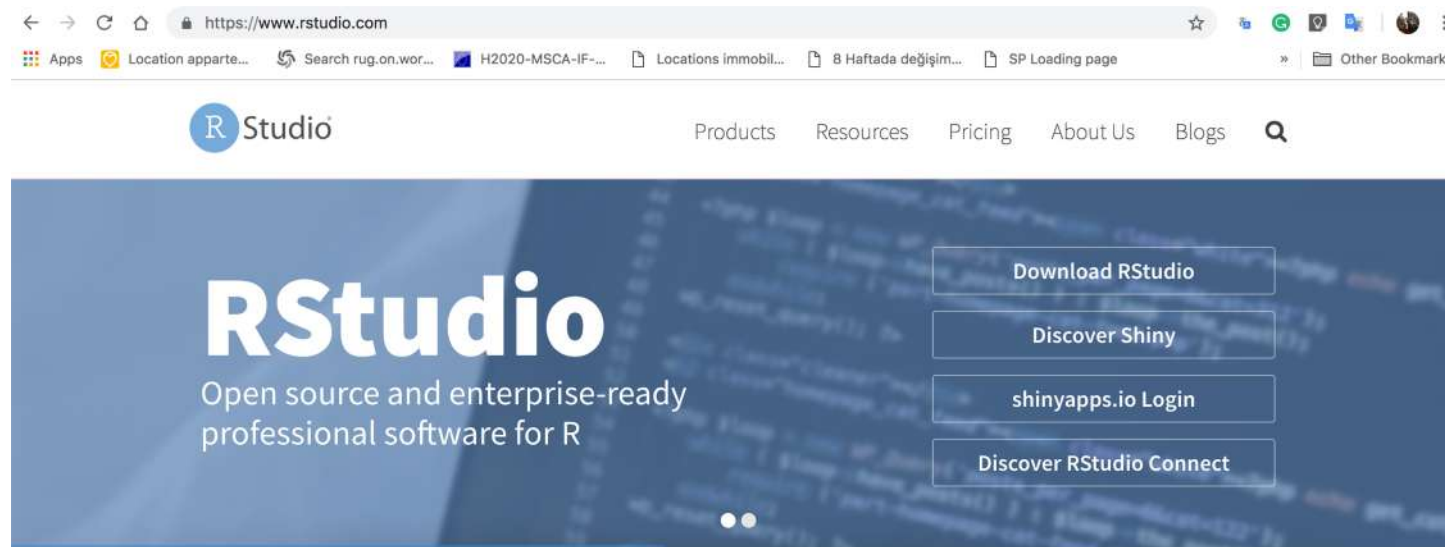 https://www.rstudio.com
Apps Location apparte... Search rug.on.wor... H2020-MSCA-IF-... Locations immobil... 8 Haftada değişim... SP Loading page » Other Bookmark
R Studio
Products Resources Pricing About Us Blogs
RStudio
Open source and enterprise-ready
professional software for R
Download RStudio
Discover Shiny
shinyapps.io Login
Discover RStudio Connect